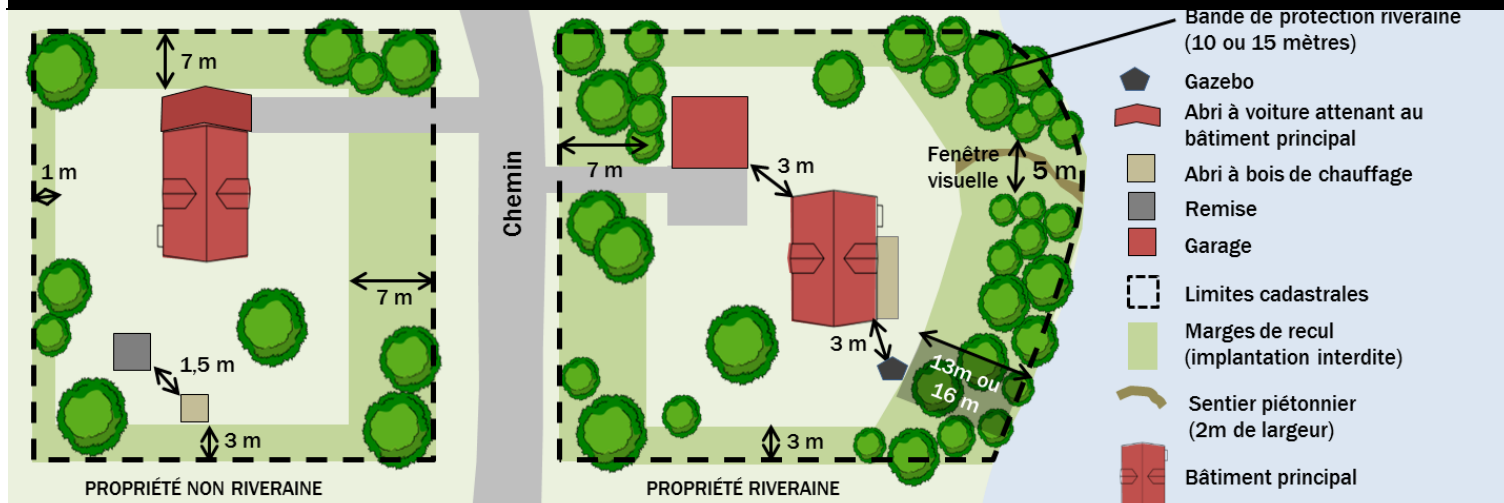 7 m
1 m
7 m
1,5 m
3 m
PROPRIÉTÉ NON RIVERAINE
Chemin
7 m
3 m
Fenêtre
visuelle
5 m
3 m
13m ou
16 m
3 m
PROPRIÉTÉ RIVERAINE
Bande de protection riveraine
(10 ou 15 mètres)
Gazebo
Abri à voiture attenant au
bâtiment principal
Abri à bois de chauffage
Remise
Garage
Limites cadastrales
Marges de recul
(implantation interdite)
Sentier piétonnier
(2m de largeur)
Bâtiment principal